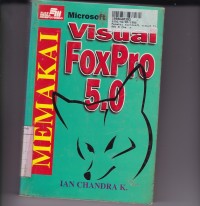 Microsoft
Visual
FoxPro
5.0
MEMAKAI
IAN CHANDRA K.